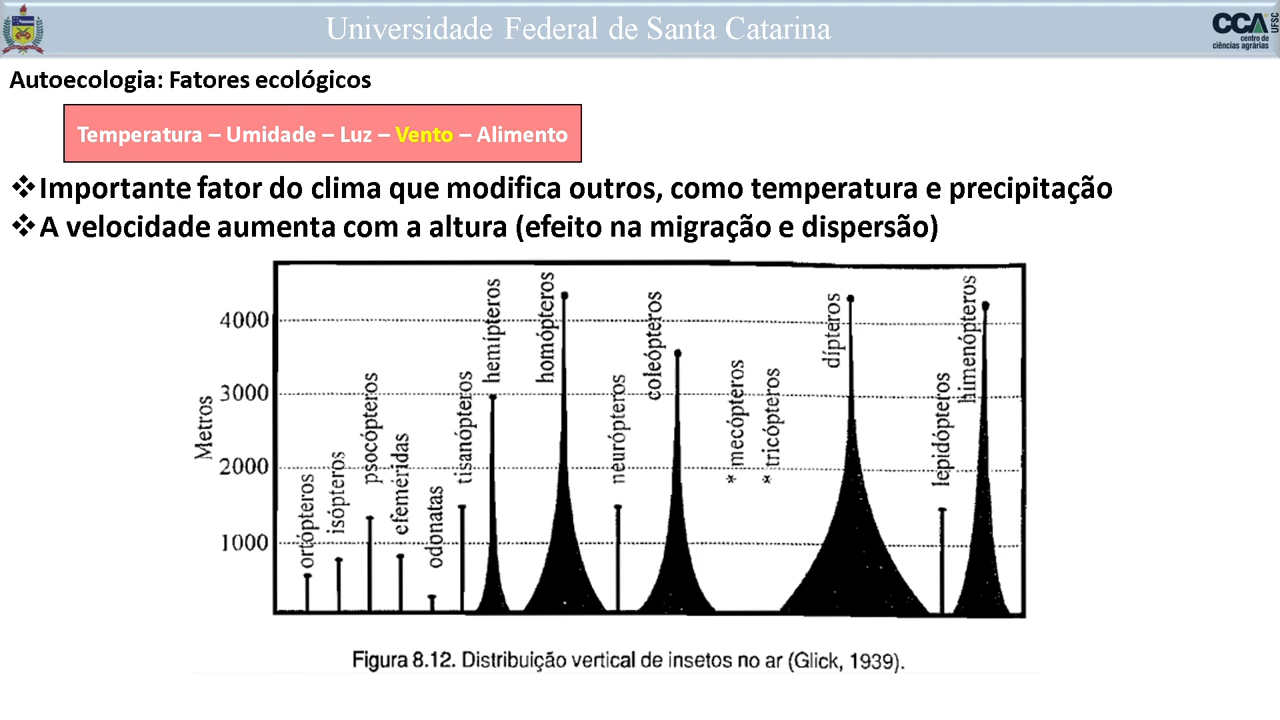 Universidade Federal de Santa Catarina
CCA
UFSC
centro de
ciências agrárias
Autoecologia: Fatores ecológicos
Temperatura – Umidade – Luz – Vento – Alimento
❖Importante fator do clima que modifica outros, como temperatura e precipitação
❖A velocidade aumenta com a altura (efeito na migração e dispersão)
Metros
4000
3000
2000
1000
ortópteros
isópteros
psocópteros
efeméridas
odonatas
tisanópteros
hemípteros
homópteros
neurópteros
coleópteros
* mecópteros
* tricópteros
dípteros
lepidópteros
himenópteros
Figura 8.12. Distribuição vertical de insetos no ar (Glick, 1939).